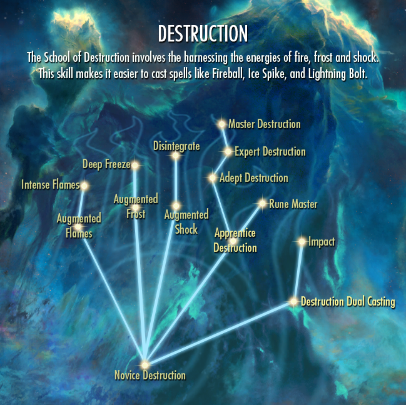 DESTRUCTION
The School of Destruction involves the harnessing the energies of fire, frost and shock.
This skill makes it easier to cast spells like Fireball, Ice Spike, and Lightning Bolt.
Master Destruction
Disintegrate
Expert Destruction
Deep Freeze
Adept Destruction
Intense Flames
Augmented
Frost
Rune Master
Augmented
Flames
Augmented
Shock
Apprentice
Destruction
Impact
Destruction Dual Casting
Novice Destruction